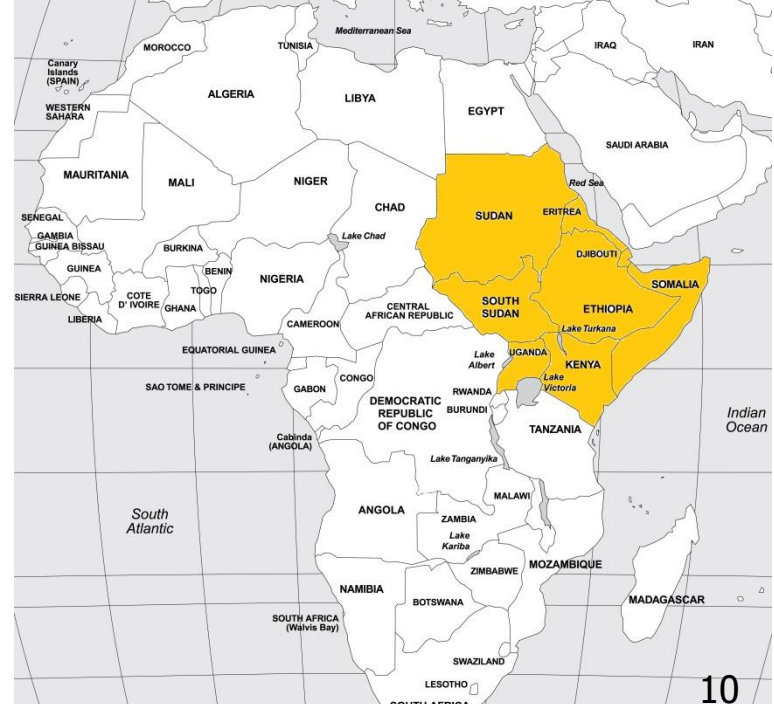 Mediterranean Sea
MOROCCO
TUNISIA
IRAQ
IRAN
Canary
Islands
(SPAIN)
ALGERIA
LIBYA
EGYPT
WESTERN
SAHARA
SAUDI ARABIA
MAURITANIA
MALI
NIGER
CHAD
SUDAN
ERITREA
Red Sea
SENEGAL
GAMBIA
GUINEA BISSAU
BURKINA
Lake Chad
DJIBOUTI
GUINEA
BENIN
NIGERIA
SOMALIA
SIERRA LEONE
COTE
D' IVOIRE
TOGO
GHANA
SOUTH
SUDAN
ETHIOPIA
LIBERIA
CENTRAL
AFRICAN REPUBLIC
CAMEROON
Lake Turkana
EQUATORIAL GUINEA
Lake
Albert
UGANDA
KENYA
SAO TOME & PRINCIPE
GABON
CONGO
Lake
Victoria
DEMOCRATIC
REPUBLIC
OF CONGO
RWANDA
BURUNDI
Indian
Ocean
TANZANIA
Cabinda
(ANGOLA)
Lake Tanganyika
South
Atlantic
ANGOLA
MALAWI
ZAMBIA
Lake
Kariba
MOZAMBIQUE
ZIMBABWE
NAMIBIA
BOTSWANA
MADAGASCAR
SOUTH AFRICA
(Walvis Bay)
SWAZILAND
LESOTHO
SOUTH AFRICA
10